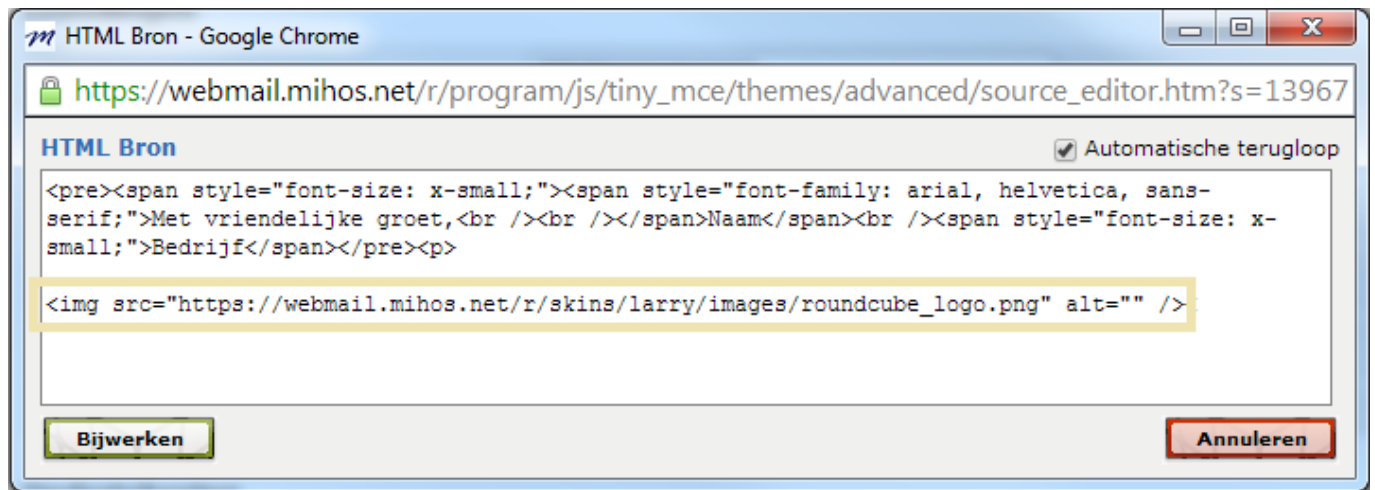 m HTML Bron - Google Chrome
https://webmail.mihos.net/r/program/js/tiny_mce/themes/advanced/source_editor.htm?s=13967
HTML Bron
Automatische terugloop
<pre><span style="font-size: x-small;"><span style="font-family: arial, helvetica, sans-
serif;">Met vriendelijke groet,<br /><br /></span>Naam</span><br /><span style="font-size: x-
small;">Bedrijf</span></pre><p>
<img src="https://webmail.mihos.net/r/skins/larry/images/roundcube_logo.png" alt="" />
Bijwerken
Annuleren